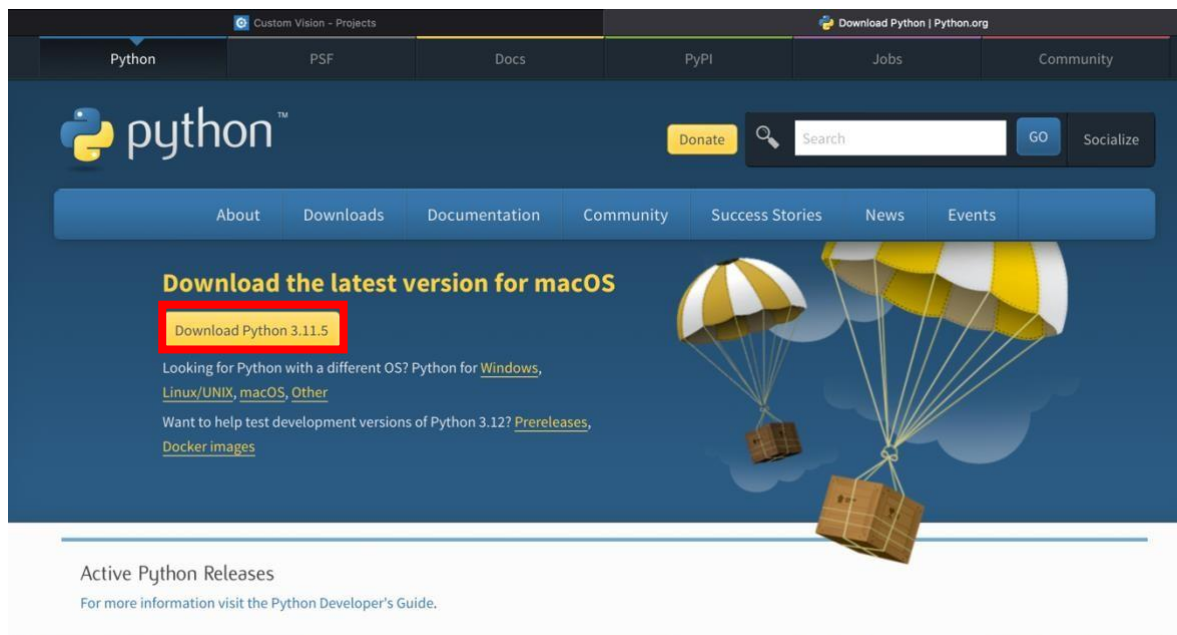 Custom Vision - Projects
Download Python | Python.org
Python
PSF
Docs
PyPI
Jobs
Community
python™
Donate
Search
GO
Socialize
About
Downloads
Documentation
Community
Success Stories
News
Events
Download the latest version for macOS
Download Python 3.11.5
Looking for Python with a different OS? Python for Windows,
Linux/UNIX, macOS, Other
Want to help test development versions of Python 3.12? Prereleases,
Docker images
Active Python Releases
For more information visit the Python Developer's Guide.